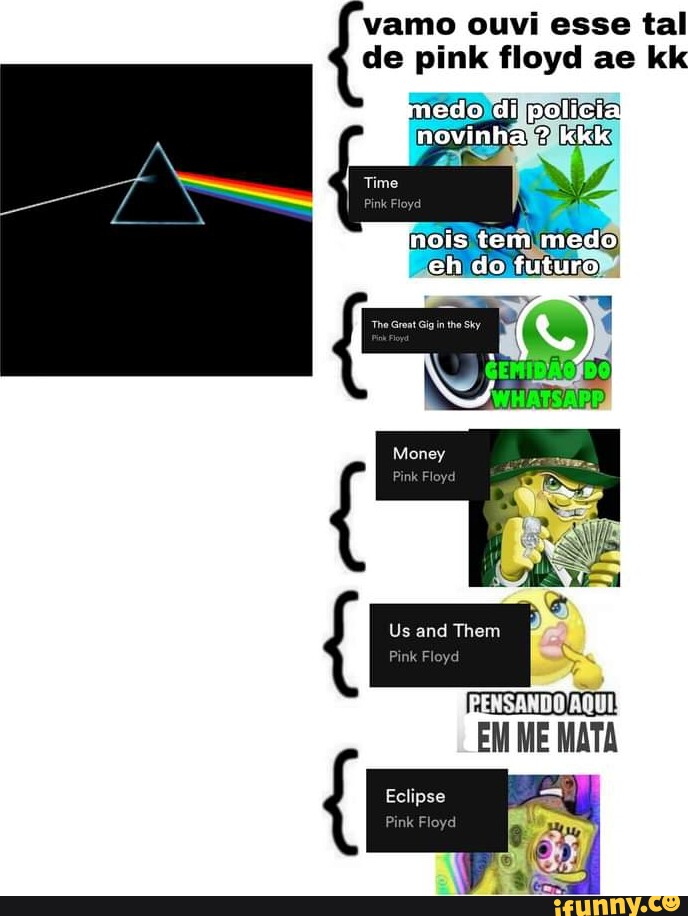 vamo ouvi esse tal
de pink floyd ae kk
medo di policia
novinha ? kkk
Time
Pink Floyd
nois tem medo
eh do futuro
The Great Gig in the Sky
Pink Floyd
GEMIDÃO DO
WHATSAPP
Money
Pink Floyd
Us and Them
Pink Floyd
PENSANDO AQUI.
EM ME MATA
Eclipse
Pink Floyd
ifunny.co